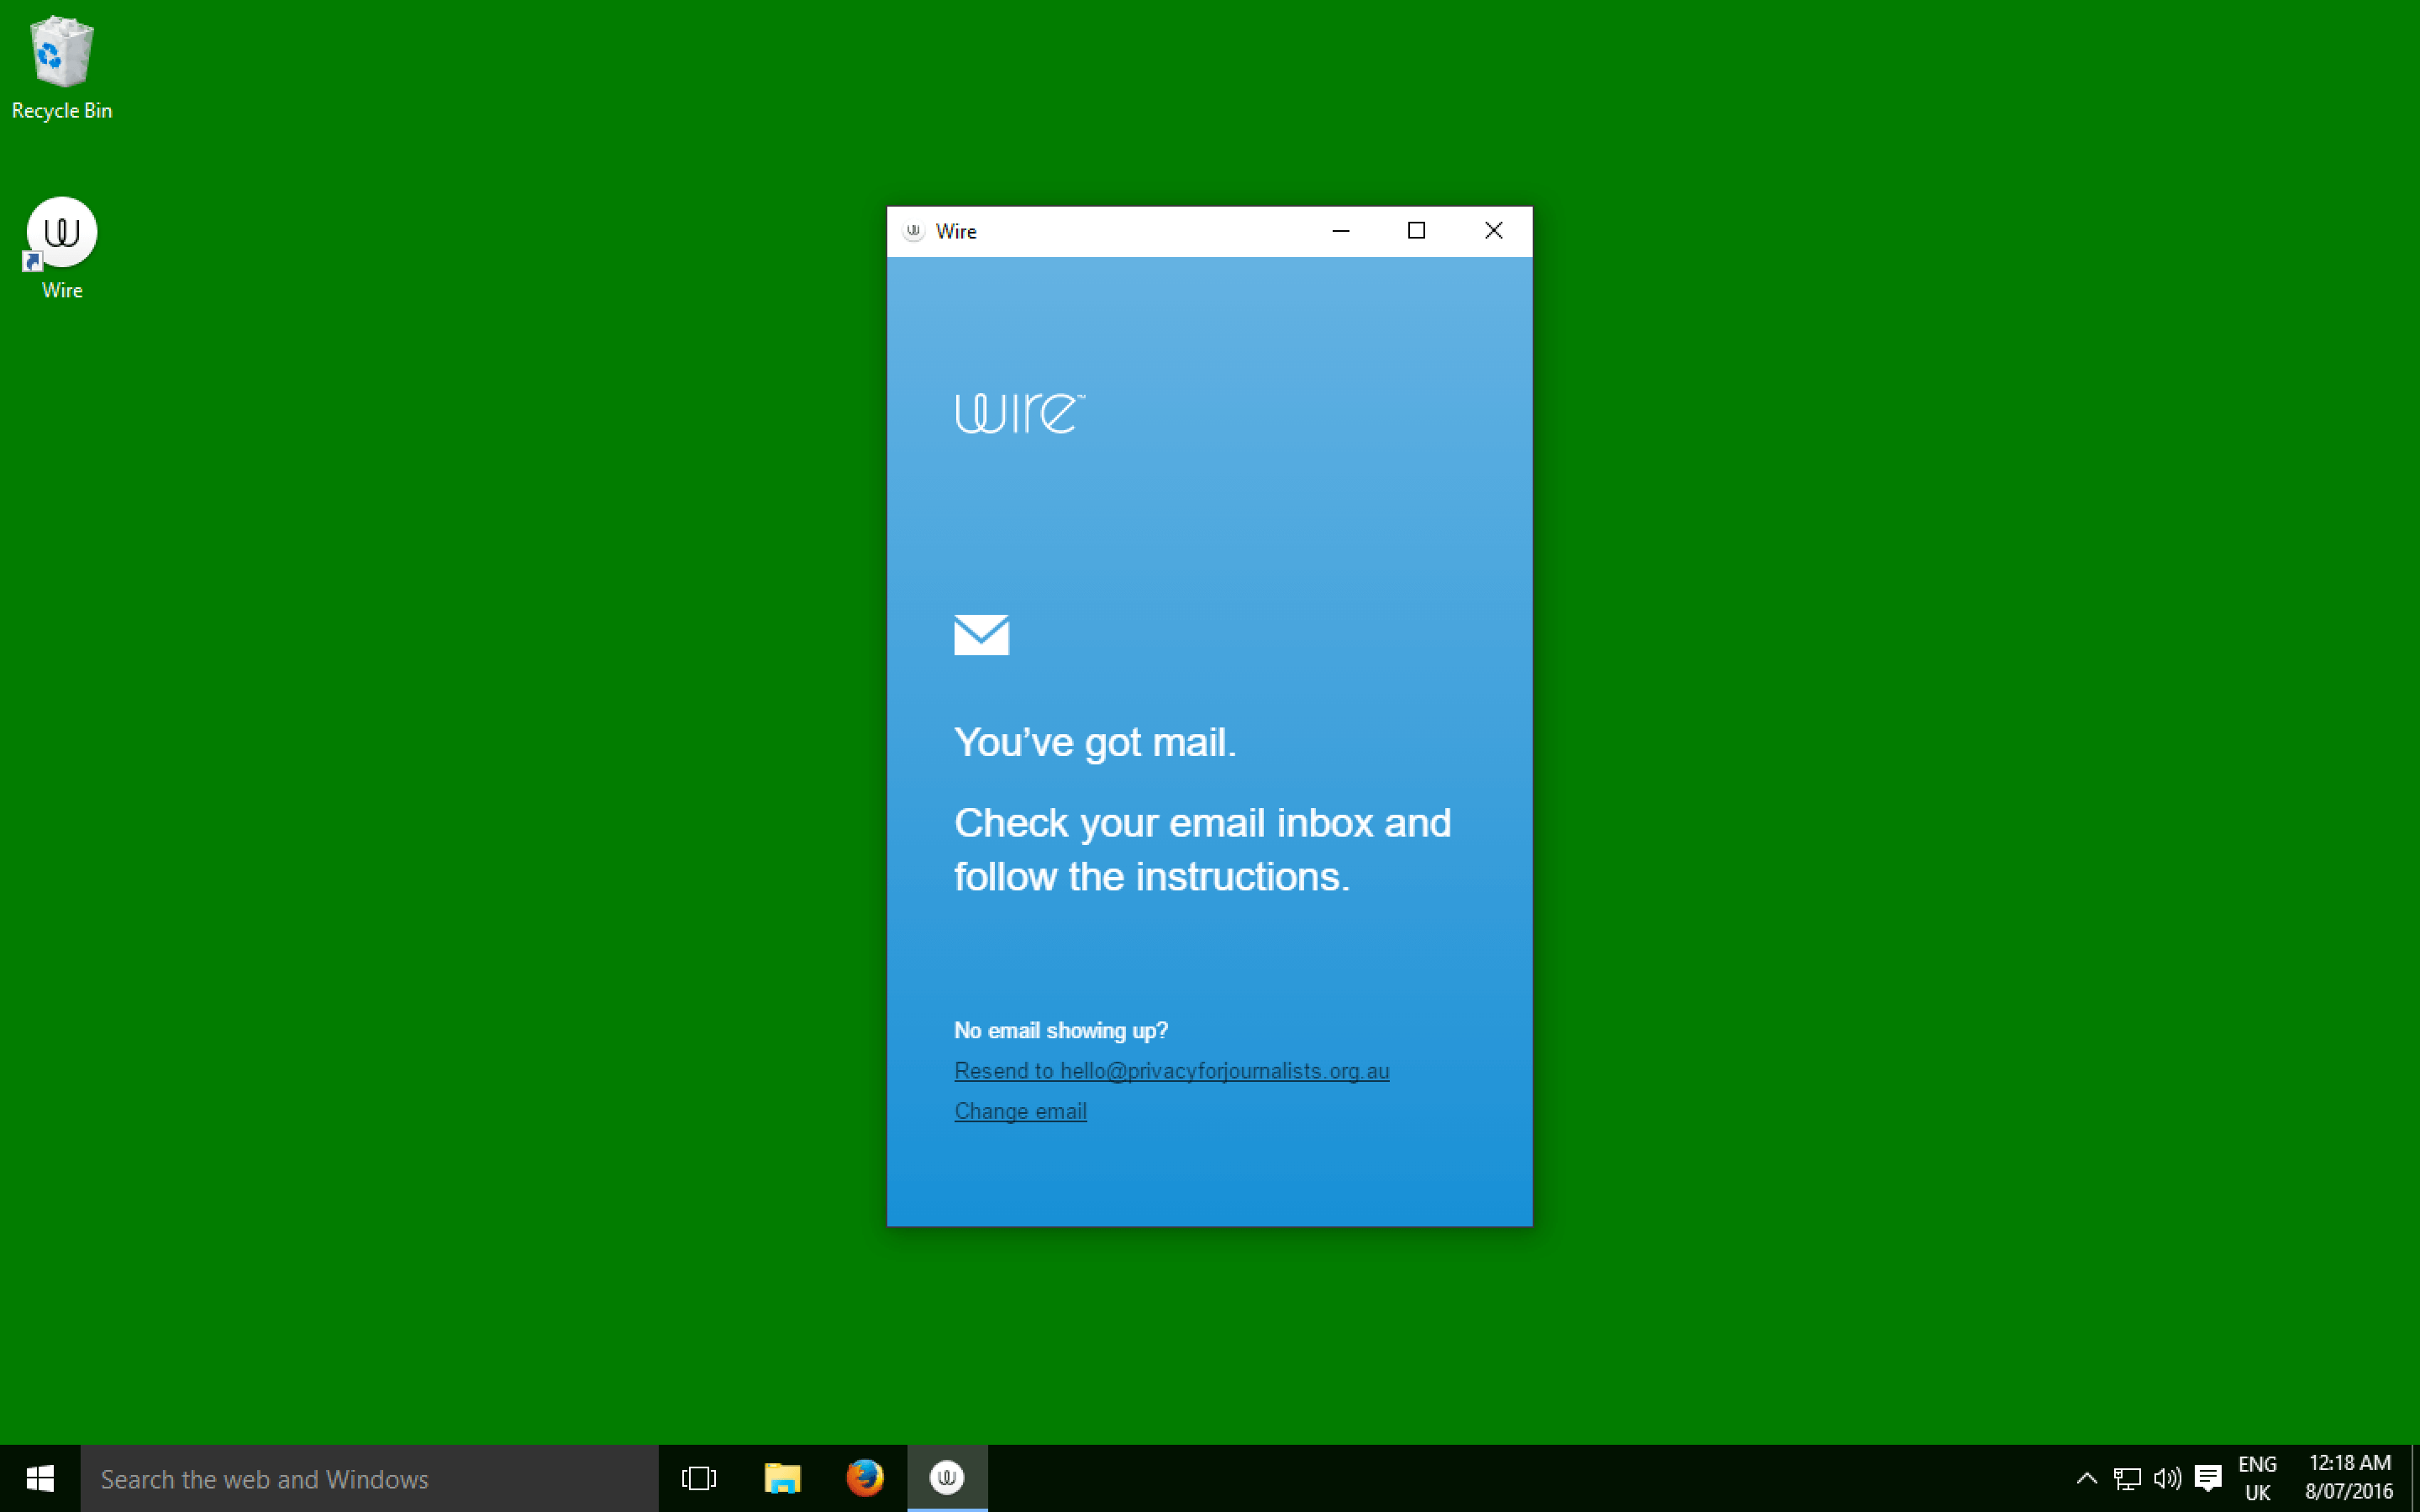 Recycle Bin
Wire
Wire
wire™
You’ve got mail.
Check your email inbox and
follow the instructions.
No email showing up?
Resend to hello@privacyforjournalists.org.au
Change email
Search the web and Windows
ENG
UK
12:18 AM
8/07/2016